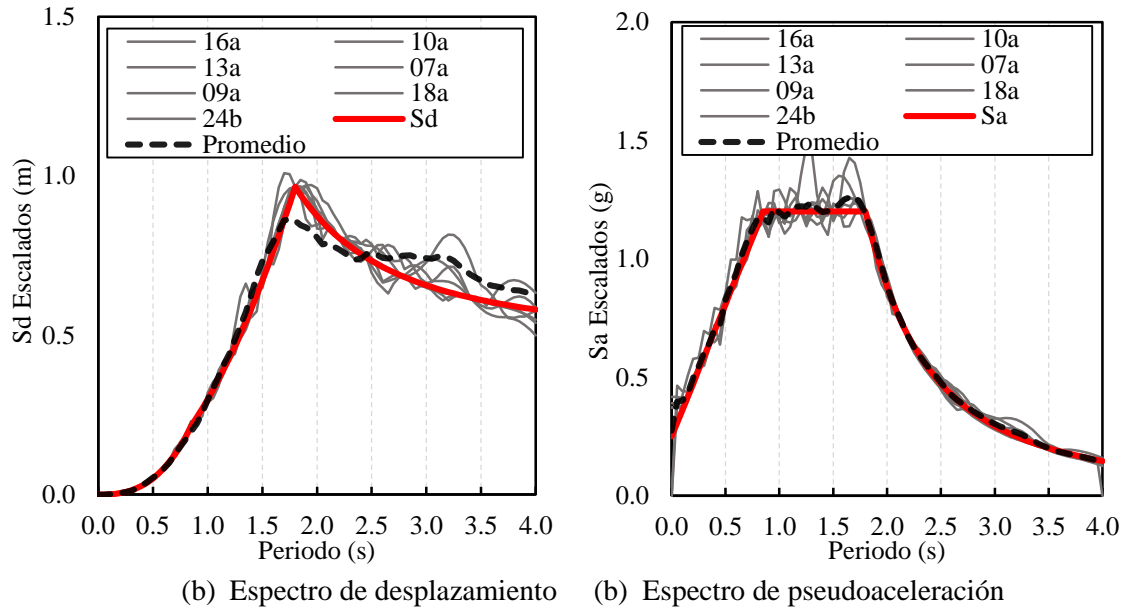 1.5
16a 10a
13a 07a
09a 18a
24b Sd
Promedio
1.0
0.5
0.0
Sd Escalados (m)
0.0 0.5 1.0 1.5 2.0 2.5 3.0 3.5 4.0
Periodo (s)
(b) Espectro de desplazamiento
2.0
16a 10a
13a 07a
09a 18a
24b Sa
Promedio
1.5
1.0
0.5
0.0
Sa Escalados (g)
0.0 0.5 1.0 1.5 2.0 2.5 3.0 3.5 4.0
Periodo (s)
(b) Espectro de pseudoaceleración